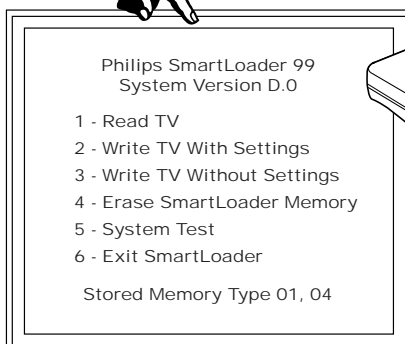 Philips SmartLoader 99
System Version D.0
1 - Read TV
2 - Write TV With Settings
3 - Write TV Without Settings
4 - Erase SmartLoader Memory
5 - System Test
6 - Exit SmartLoader
Stored Memory Type 01, 04